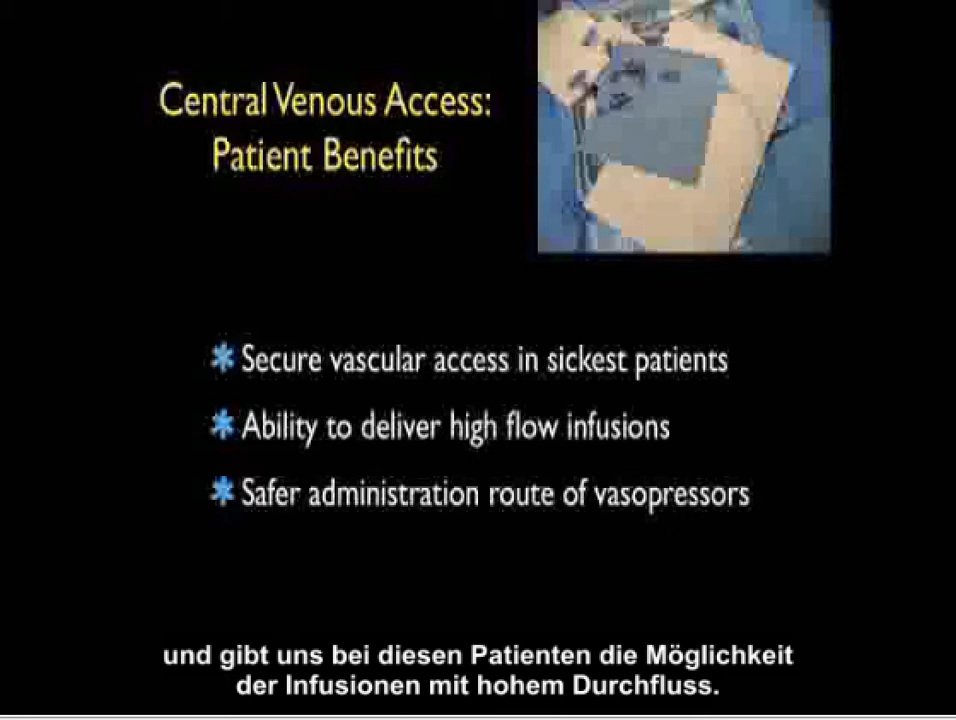 Central Venous Access:
Patient Benefits
* Secure vascular access in sickest patients
* Ability to deliver high flow infusions
* Safer administration route of vasopressors
und gibt uns bei diesen Patienten die Möglichkeit
der Infusionen mit hohem Durchfluss.